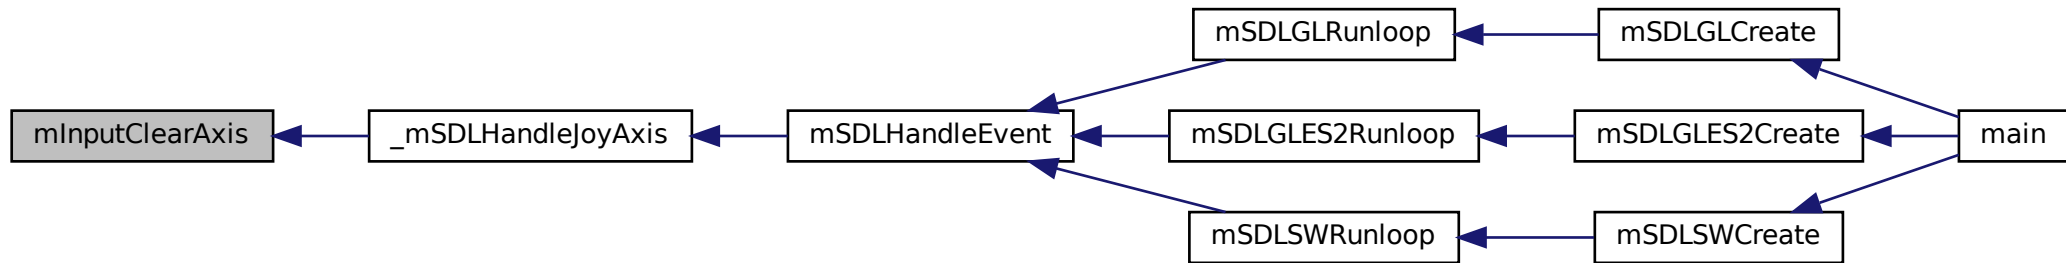 mSDLGLRunloop
mSDLGLCreate
mInputClearAxis
_mSDLHandleJoyAxis
mSDLHandleEvent
mSDLGLES2Runloop
mSDLGLES2Create
main
mSDLSWRunloop
mSDLSWCreate